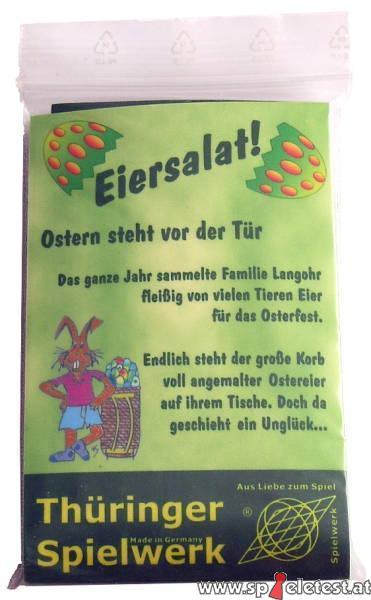 Eiersalat!
Ostern steht vor der Tür
Das ganze Jahr sammelte Familie Langohr
fleißig von vielen Tieren Eier
für das Osterfest.
Endlich steht der große Korb
voll angemalter Ostereier
auf ihrem Tische. Doch da
geschieht ein Unglück...
Aus Liebe zum Spiel
Thüringer
®
Made in Germany
Spielwerk
Spielwerk
www.spieletest.at